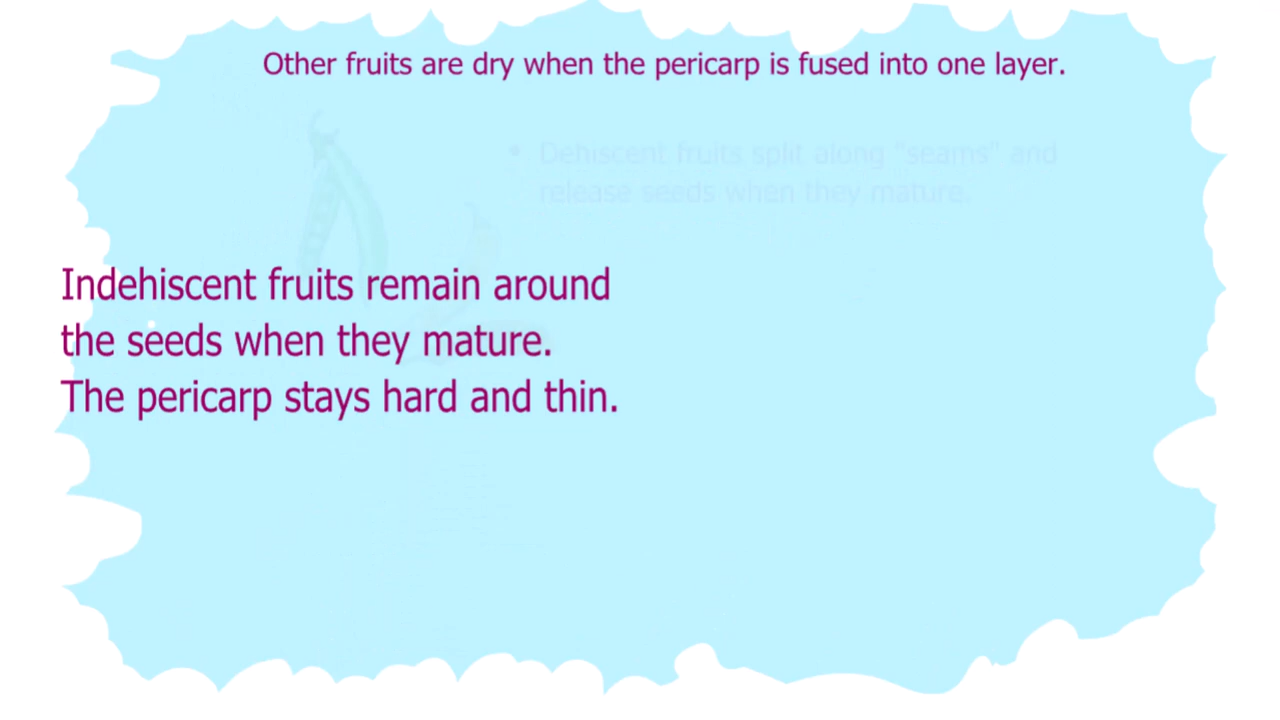 Other fruits are dry when the pericarp is fused into one layer.
• Dehiscent fruits split along "seams" and
release seeds when they mature.
Indehiscent fruits remain around
the seeds when they mature.
The pericarp stays hard and thin.